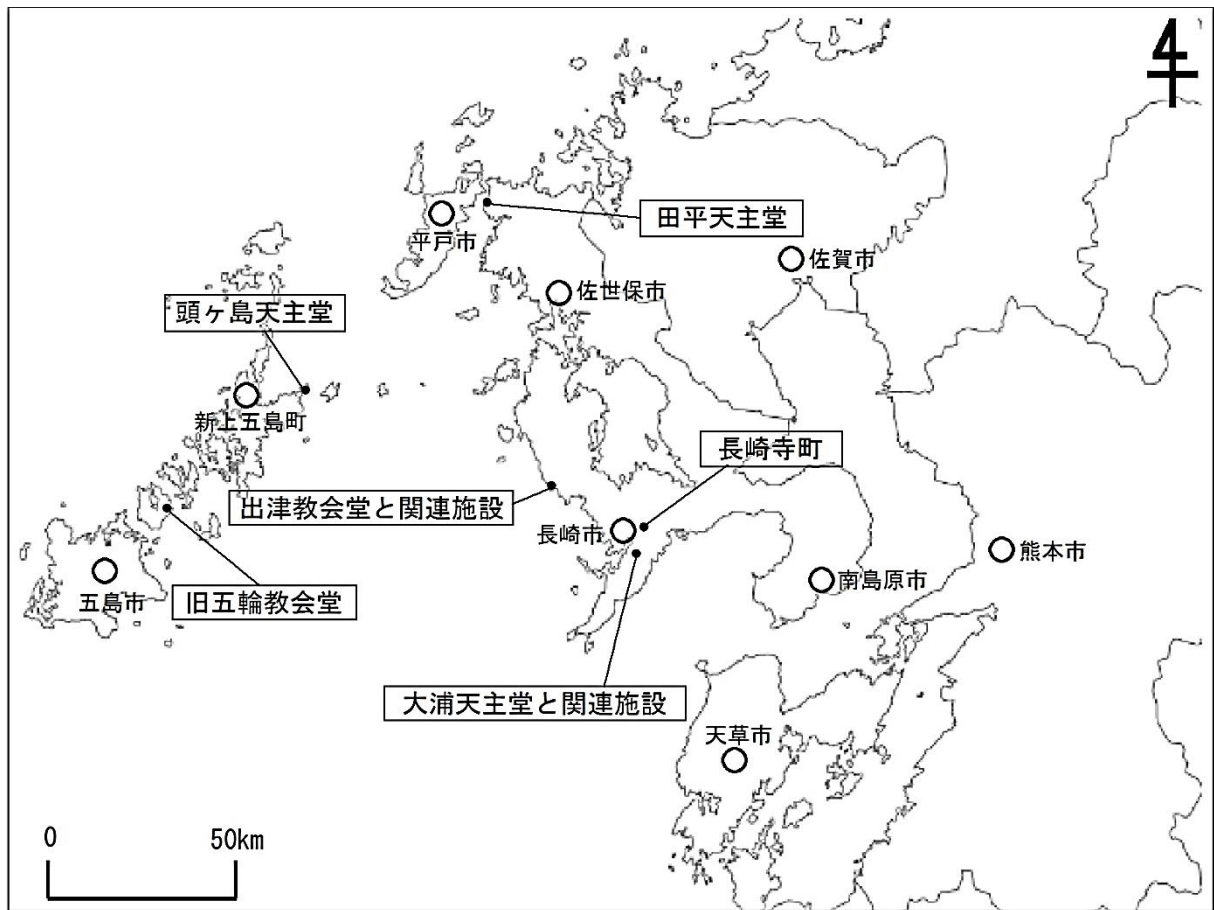 4
田平天主堂
平戸市
佐賀市
佐世保市
頭ヶ島天主堂
新上五島町
長崎寺町
出津教会堂と関連施設
長崎市
熊本市
五島市
旧五輪教会堂
南島原市
大浦天主堂と関連施設
天草市
0 50km